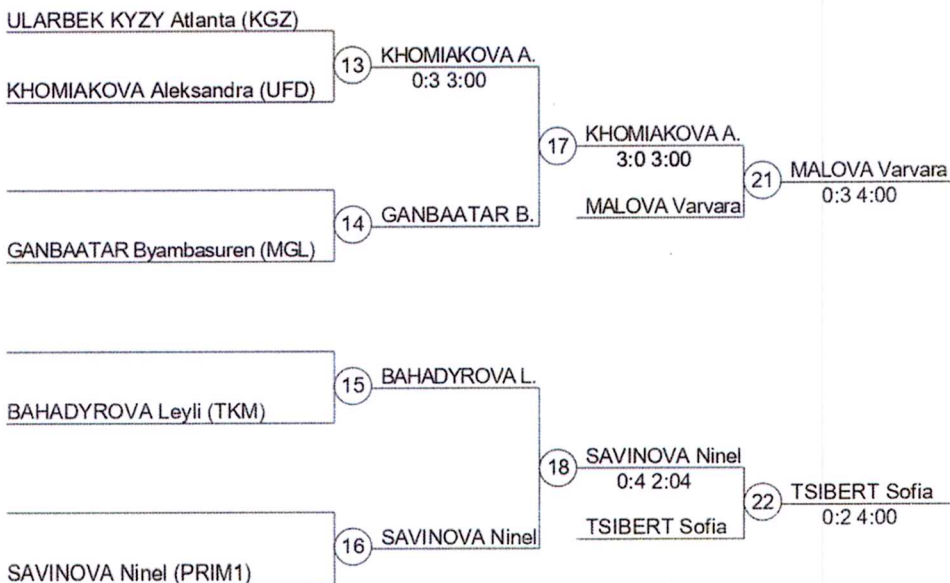 ULARBEK KYZY Atlanta (KGZ)
13
KHOMIAKOVA A.
0:3 3:00
KHOMIAKOVA Aleksandra (UFD)
17
KHOMIAKOVA A.
3:0 3:00
21
MALOVA Varvara
0:3 4:00
MALOVA Varvara
14
GANBAATAR B.
GANBAATAR Byambasuren (MGL)
15
BAHADYROVA L.
BAHADYROVA Leyli (TKM)
18
SAVINOVA Ninel
0:4 2:04
22
TSIBERT Sofia
0:2 4:00
TSIBERT Sofia
16
SAVINOVA Ninel
SAVINOVA Ninel (PRIM1)